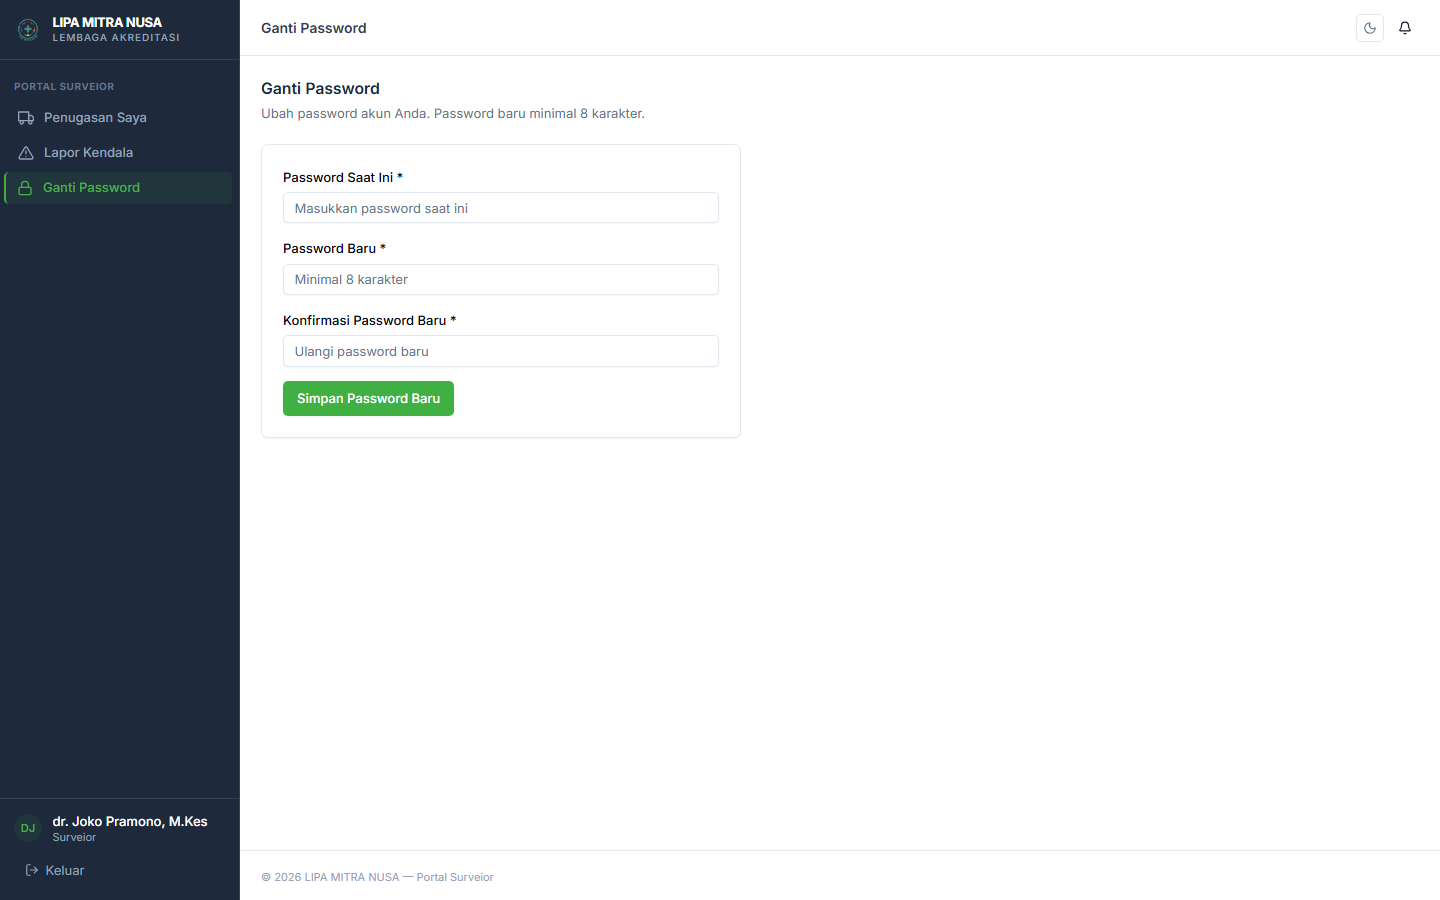 LIPA MITRA NUSA
LEMBAGA AKREDITASI
PORTAL SURVEIOR
Penugasan Saya
Lapor Kendala
Ganti Password
DJ
dr. Joko Pramono, M.Kes
Surveior
Keluar
Ganti Password
Ganti Password
Ubah password akun Anda. Password baru minimal 8 karakter.
Password Saat Ini *
Masukkan password saat ini
Password Baru *
Minimal 8 karakter
Konfirmasi Password Baru *
Ulangi password baru
Simpan Password Baru
© 2026 LIPA MITRA NUSA — Portal Surveior